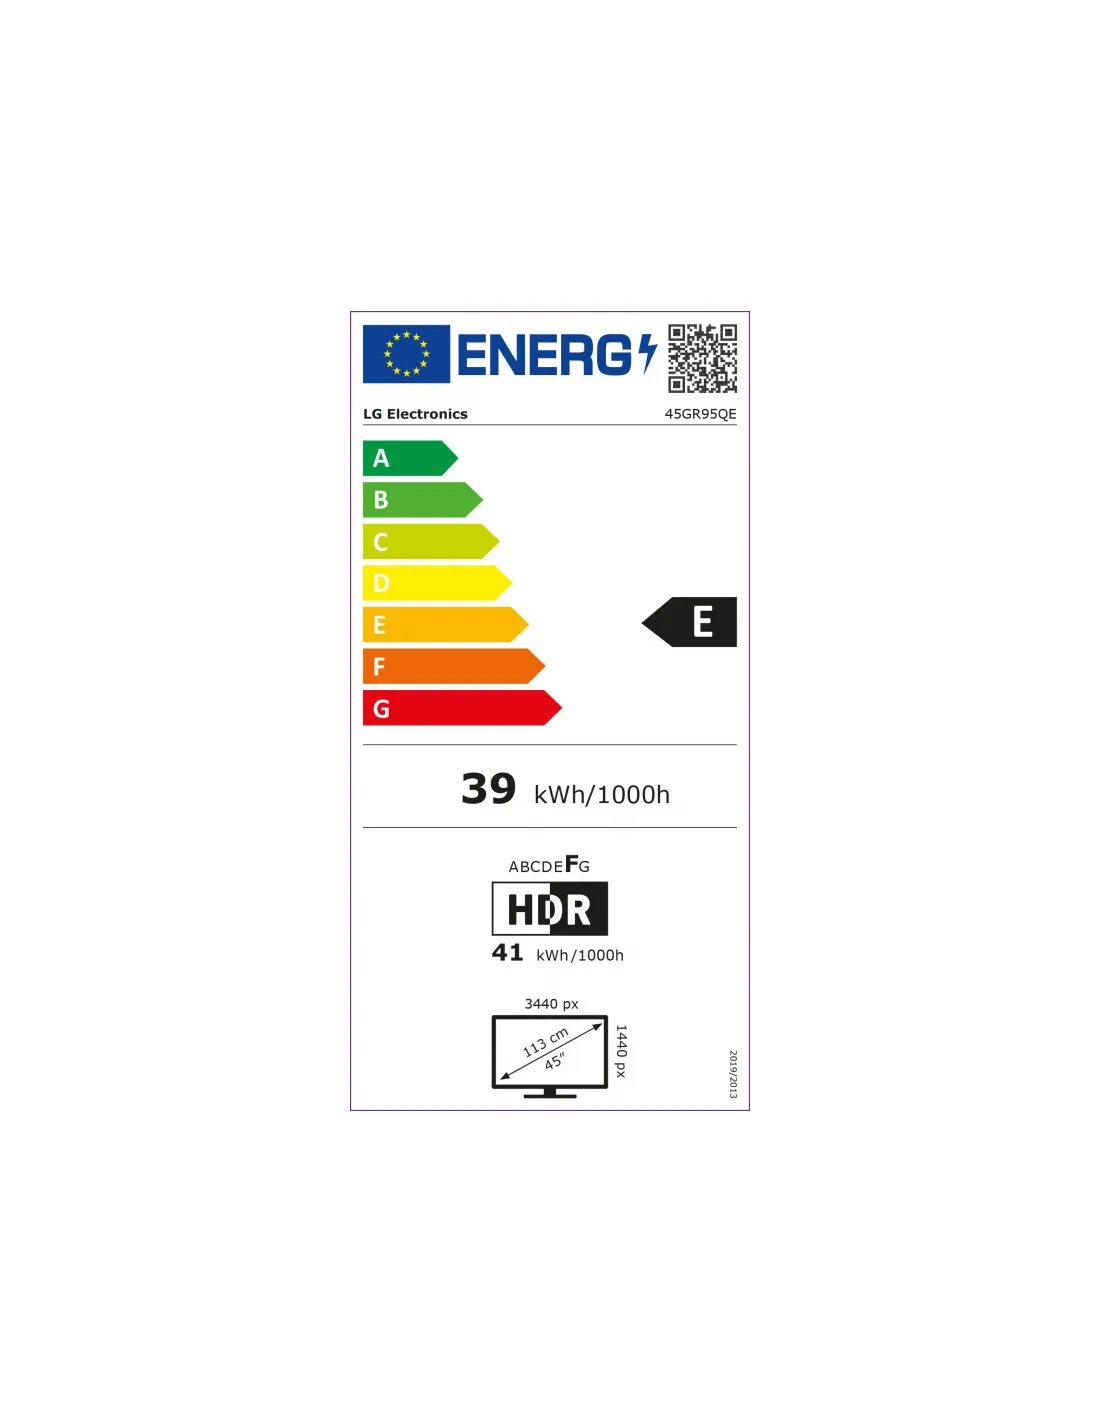 ENERG
LG Electronics 45GR95QE
A
B
C
D
E
E
F
G
39 kWh/1000h
ABCDEFG
HDR
41 kWh/1000h
3440 px
113 cm
45"
1440 px
2019/2013